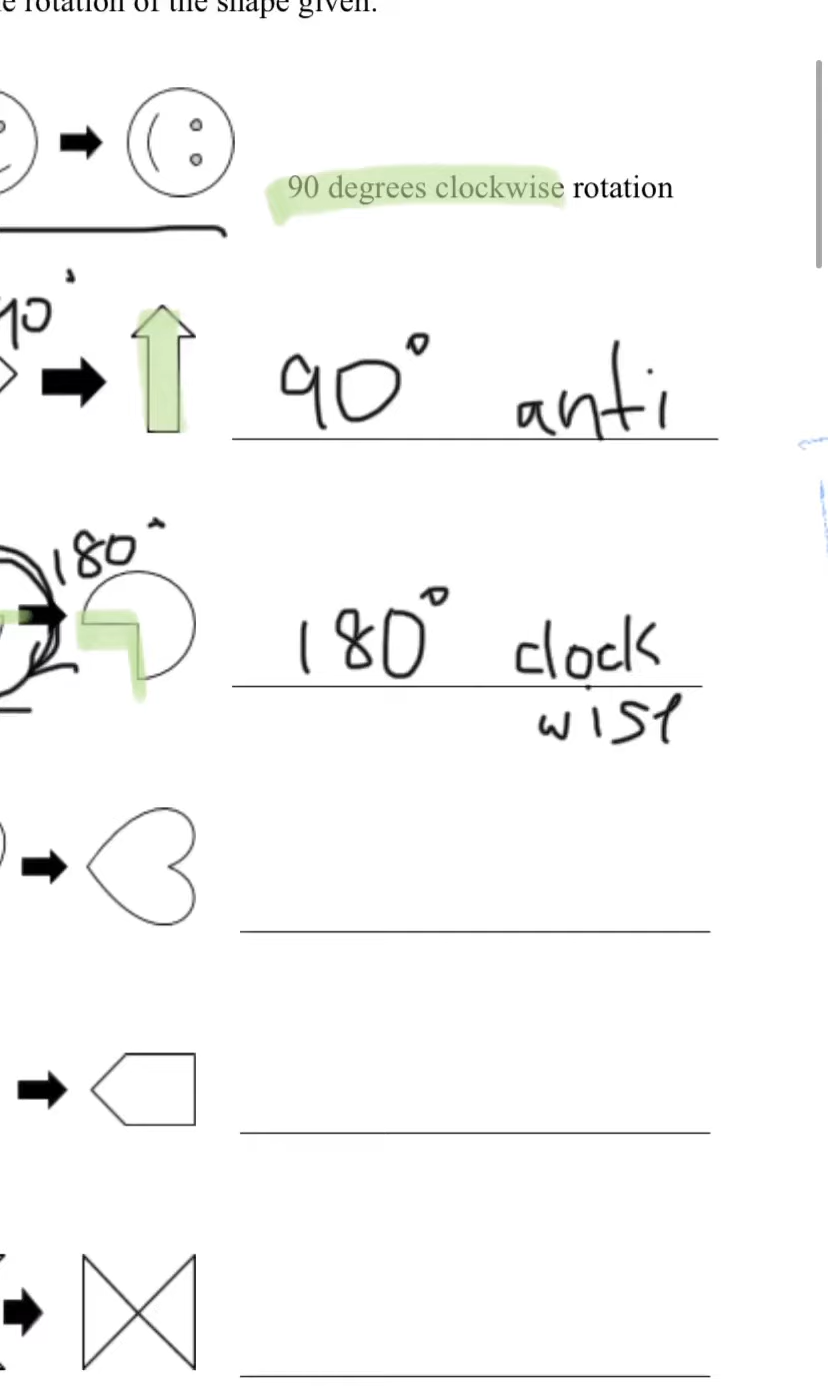 e rotation of the shape given.
90 degrees clockwise rotation
90°
90° anti
180°
180° clock
wise